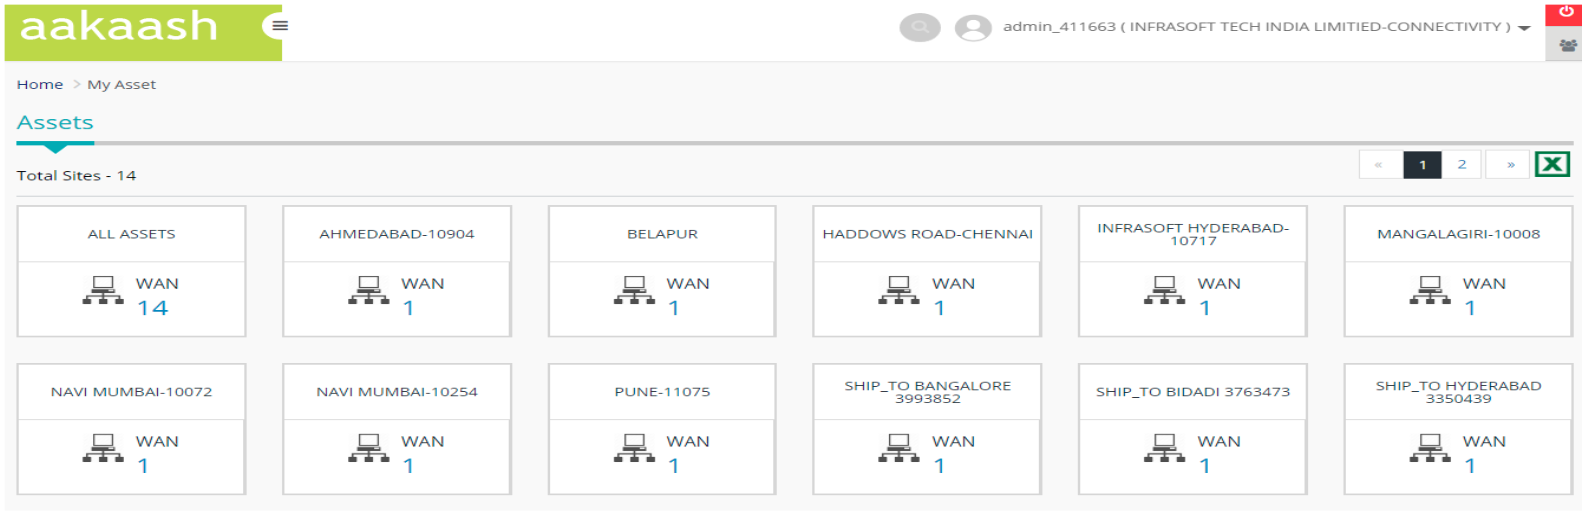 aakaash
admin_411663 ( INFRASOFT TECH INDIA LIMITIED-CONNECTIVITY )
Home > My Asset
Assets
Total Sites - 14
« 1 2 »
ALL ASSETS
WAN
14
AHMEDABAD-10904
WAN
1
BELAPUR
WAN
1
HADDOWS ROAD-CHENNAI
WAN
1
INFRASOFT HYDERABAD-
10717
WAN
1
MANGALAGIRI-10008
WAN
1
NAVI MUMBAI-10072
WAN
1
NAVI MUMBAI-10254
WAN
1
PUNE-11075
WAN
1
SHIP_TO BANGALORE
3993852
WAN
1
SHIP_TO BIDADI 3763473
WAN
1
SHIP_TO HYDERABAD
3350439
WAN
1